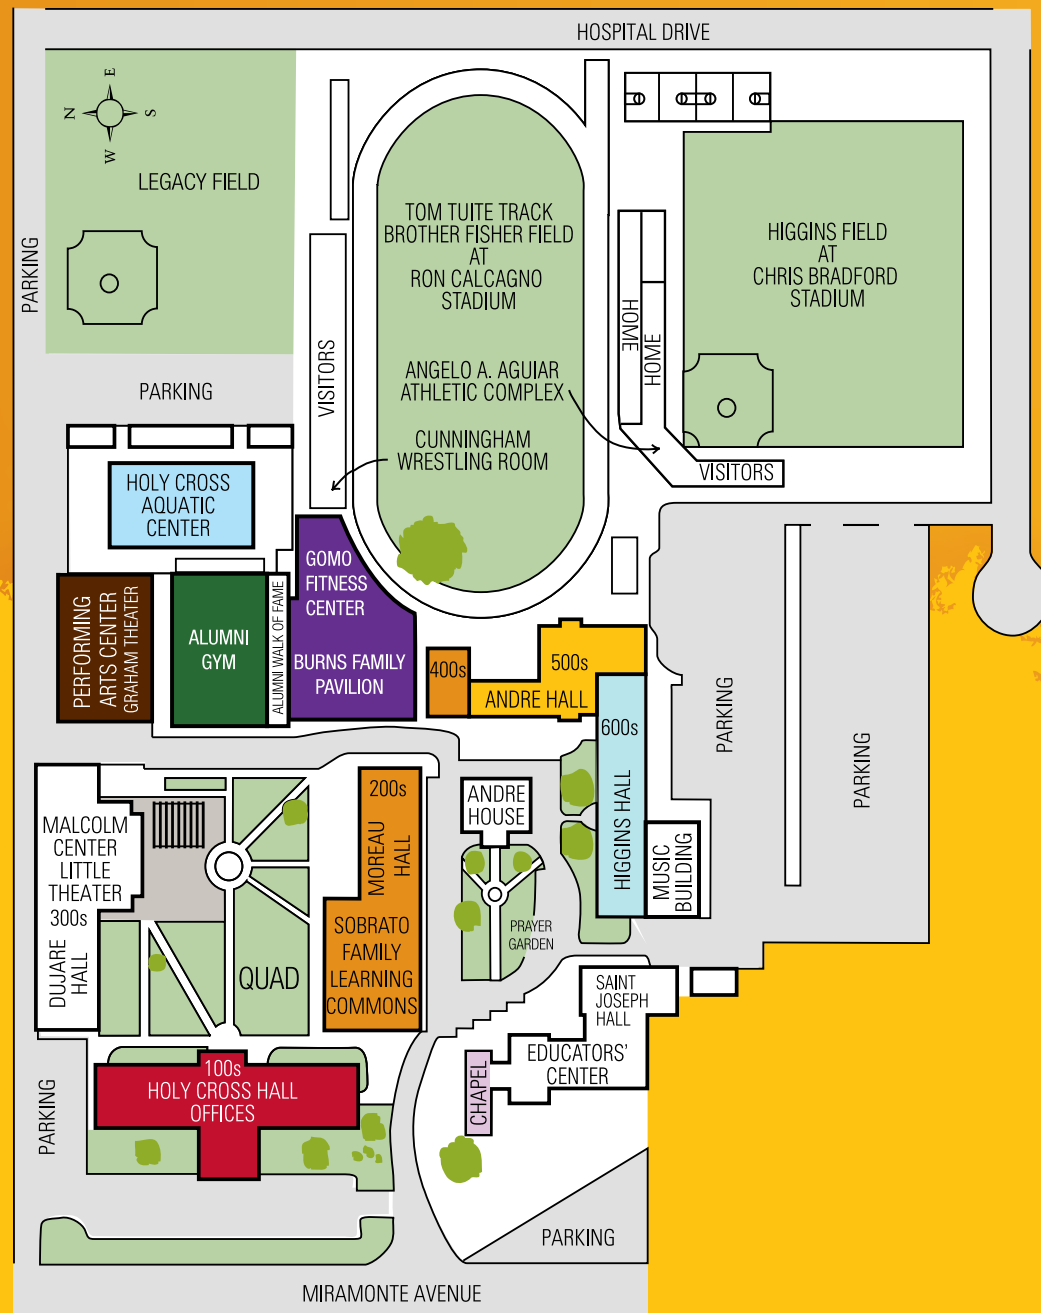 HOSPITAL DRIVE
E
N
S
W
LEGACY FIELD
PARKING
TOM TUITE TRACK
BROTHER FISHER FIELD
AT
RON CALCAGNO
STADIUM
HIGGINS FIELD
AT
CHRIS BRADFORD
STADIUM
HOME
HOME
VISITORS
ANGELO A. AGUIAR
ATHLETIC COMPLEX
PARKING
CUNNINGHAM
WRESTLING ROOM
VISITORS
HOLY CROSS
AQUATIC
CENTER
GOMO
FITNESS
CENTER
PERFORMING
ARTS CENTER
GRAHAM THEATER
ALUMNI
GYM
ALUMNI WALK OF FAME
BURNS FAMILY
PAVILION
400s
500s
ANDRE HALL
600s
HIGGINS HALL
PARKING
PARKING
200s
MOREAU
HALL
ANDRE
HOUSE
MALCOLM
CENTER
LITTLE
THEATER
300s
DUJARIE
HALL
MUSIC
BUILDING
SOBRATO
FAMILY
LEARNING
COMMONS
PRAYER
GARDEN
QUAD
SAINT
JOSEPH
HALL
EDUCATORS'
CENTER
CHAPEL
100s
HOLY CROSS HALL
OFFICES
PARKING
PARKING
MIRAMONTE AVENUE